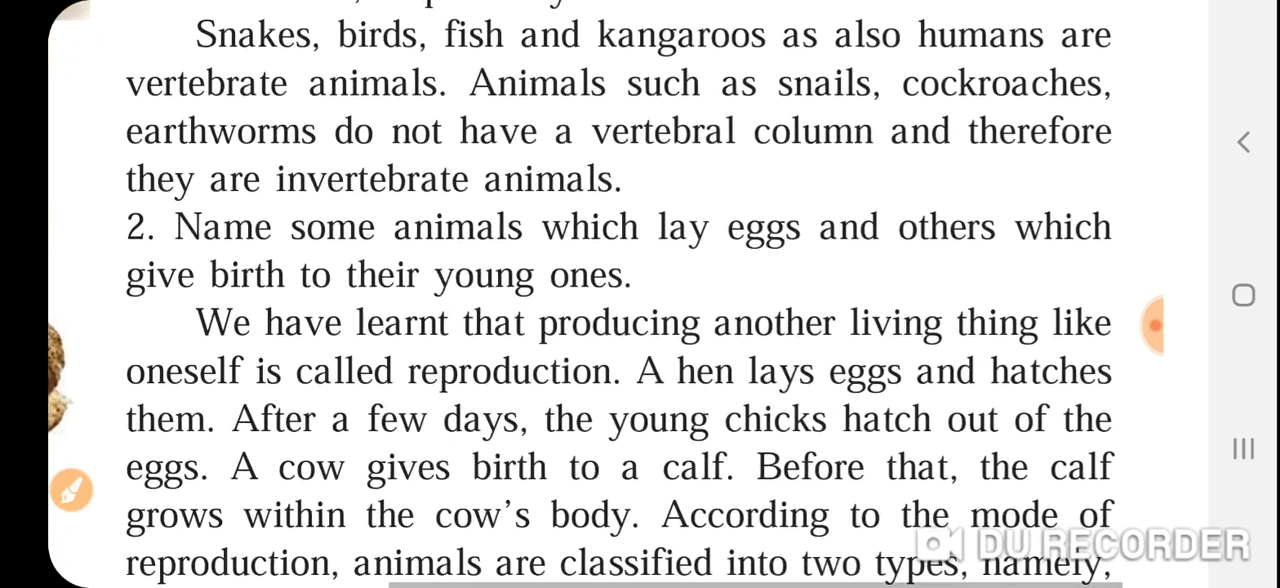 Snakes, birds, fish and kangaroos as also humans are
vertebrate animals. Animals such as snails, cockroaches,
earthworms do not have a vertebral column and therefore
they are invertebrate animals.
2. Name some animals which lay eggs and others which
give birth to their young ones.
We have learnt that producing another living thing like
oneself is called reproduction. A hen lays eggs and hatches
them. After a few days, the young chicks hatch out of the
eggs. A cow gives birth to a calf. Before that, the calf
grows within the cow's body. According to the mode of
reproduction, animals are classified into two types, namely,
DU RECORDER